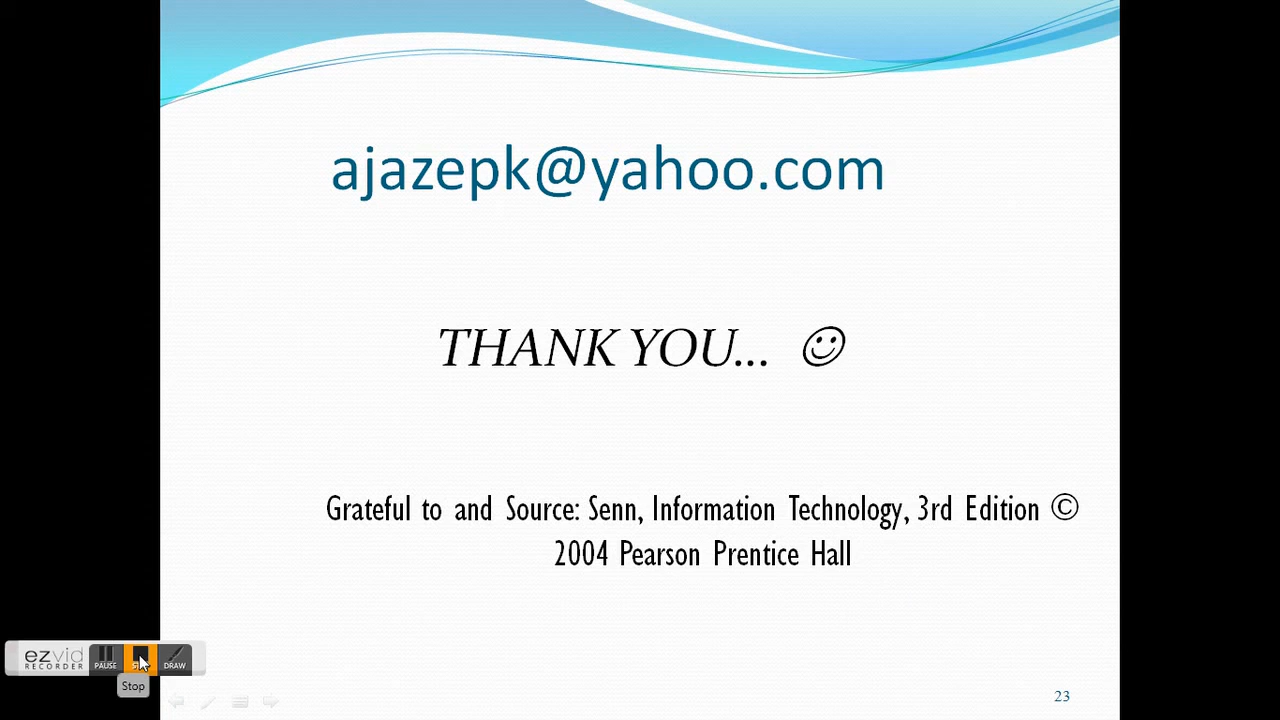 ajazepk@yahoo.com
THANK YOU... ☺
Grateful to and Source: Senn, Information Technology, 3rd Edition ©
2004 Pearson Prentice Hall
ezvid
RECORDER
PAUSE
DRAW
Stop
23